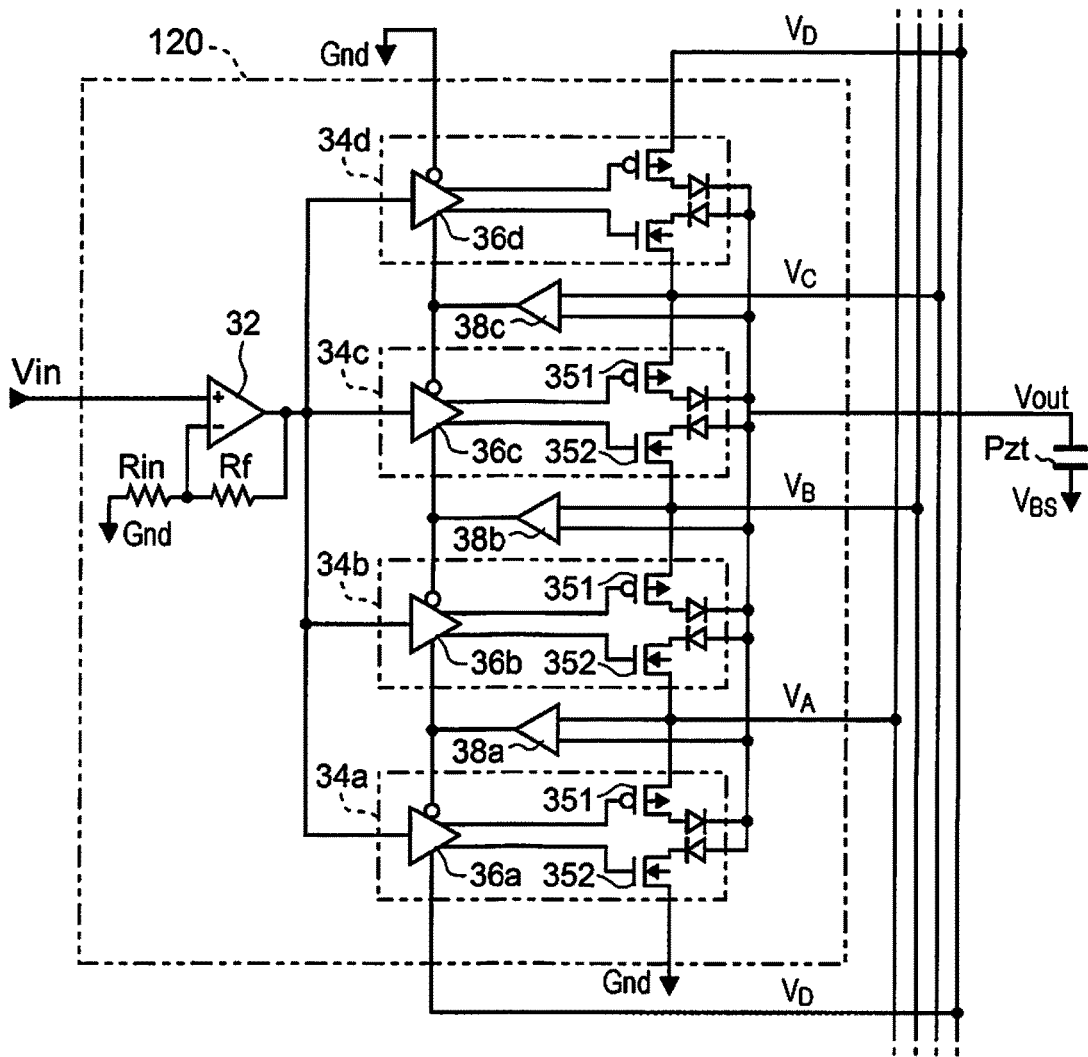 120
Gnd
V_D
34d
36d
V_C
38c
32
34c
351
Vin
+
−
36c
352
Vout
Rin
Rf
Pzt
V_BS
Gnd
V_B
38b
34b
351
36b
352
V_A
38a
34a
351
36a
352
Gnd
V_D